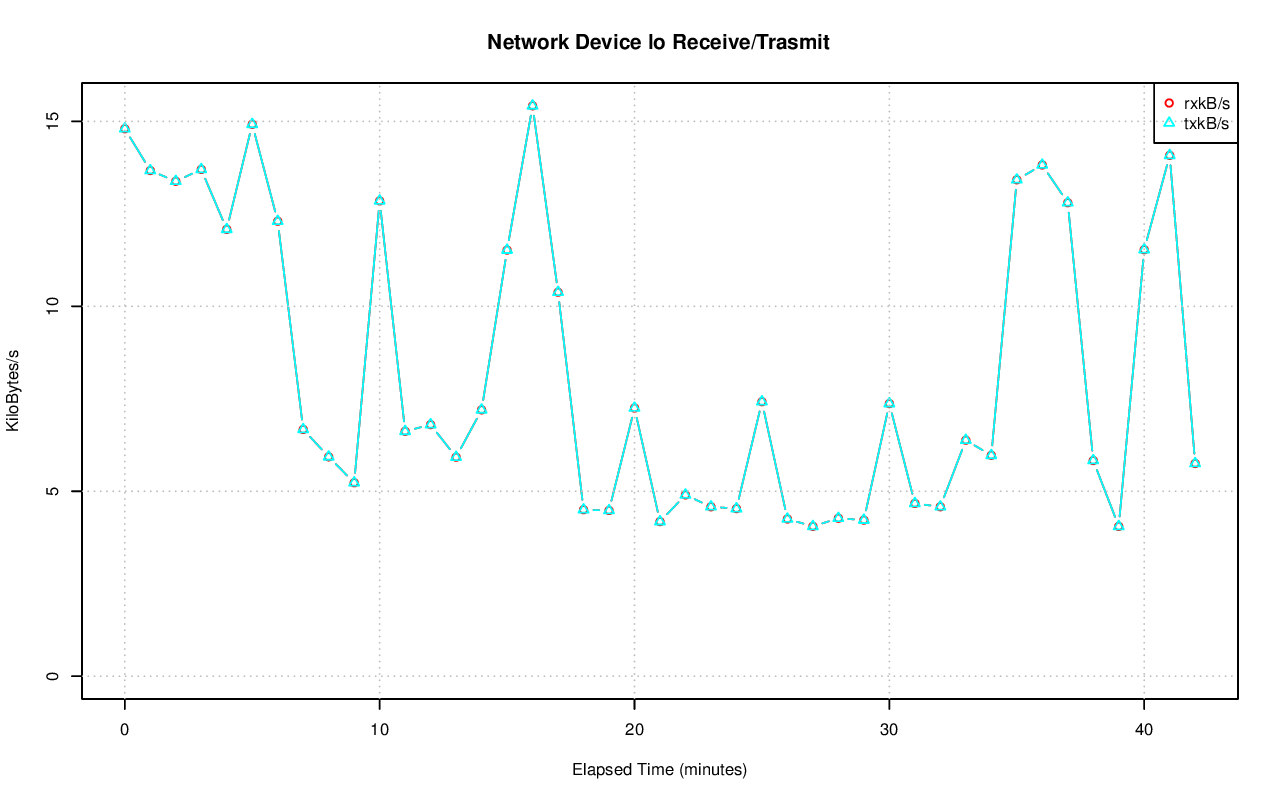 Network Device lo Receive/Trasmit
rxkB/s
txkB/s
15
10
5
0
KiloBytes/s
0 10 20 30 40
Elapsed Time (minutes)